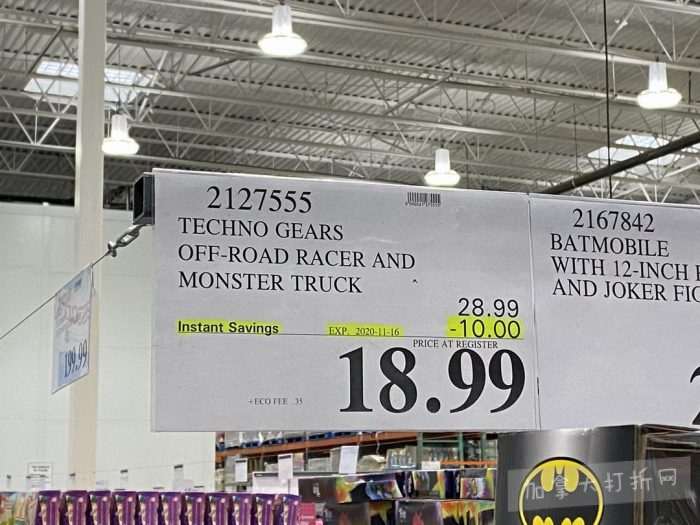 2127555
TECHNO GEARS
OFF-ROAD RACER AND
MONSTER TRUCK
28.99
Instant Savings EXP. 2020-11-16 -10.00
PRICE AT REGISTER
18.99
+ECO FEE .35
2167842
BATMOBILE
WITH 12-INCH
AND JOKER
199.99
加拿大打折网